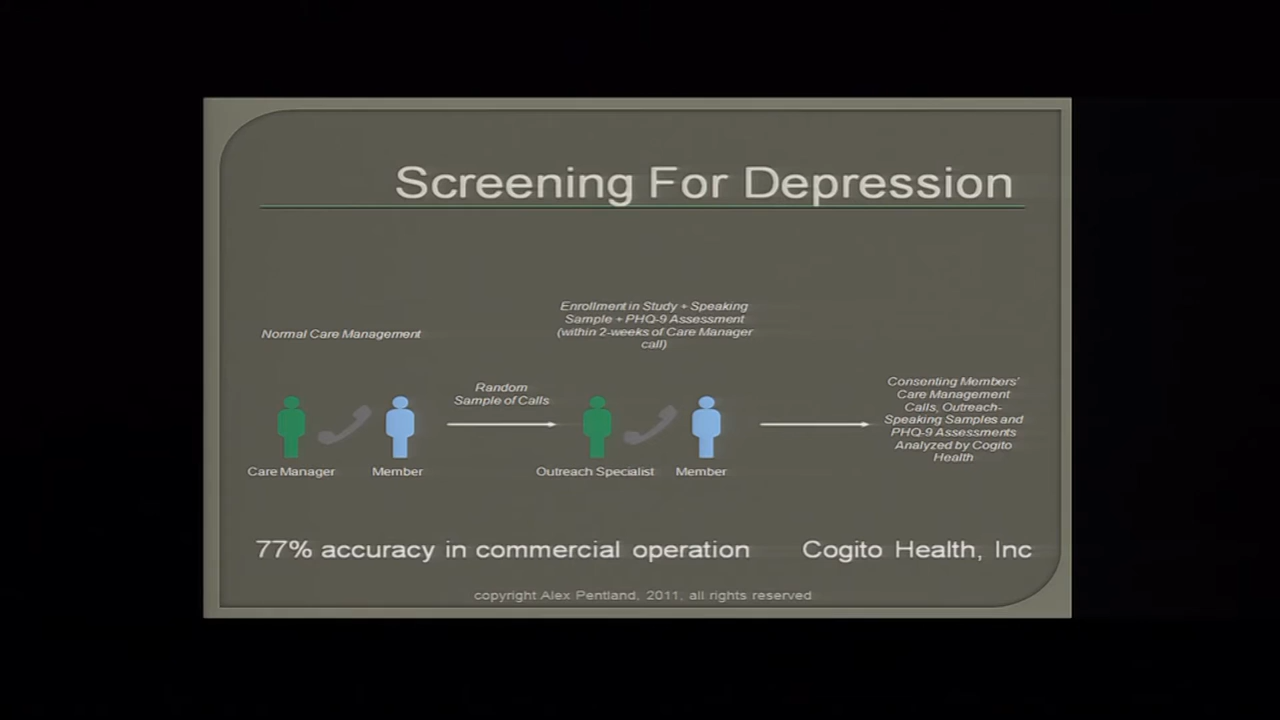 Screening For Depression
Enrollment in Study + Speaking
Sample + PHQ-9 Assessment
(within 2-weeks of Care Manager
call)
Normal Care Management
Random
Sample of Calls
Consenting Members'
Care Management
Calls, Outreach-
Speaking Samples and
PHQ-9 Assessments
Analyzed by Cogito
Health
Care Manager
Member
Outreach Specialist
Member
77% accuracy in commercial operation
Cogito Health, Inc
copyright Alex Pentland, 2011, all rights reserved